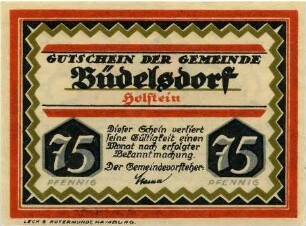 GUTSCHEIN DER GEMEINDE
Büdelsdorf
Holstein
75 PFENNIG
Dieser Schein verliert
seine Gültigkeit einen
Monat nach erfolgter
Bekanntmachung.
Der Gemeindevorsteher
75 PFENNIG